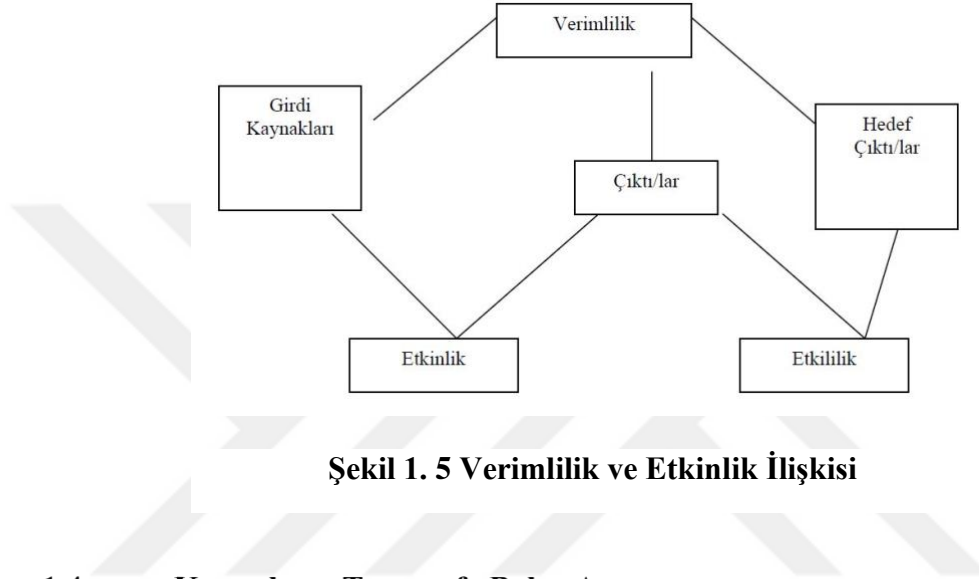 Verimlilik
Girdi
Kaynakları
Hedef
Çıktı/lar
Çıktı/lar
Etkinlik
Etkililik
Şekil 1. 5 Verimlilik ve Etkinlik İlişkisi